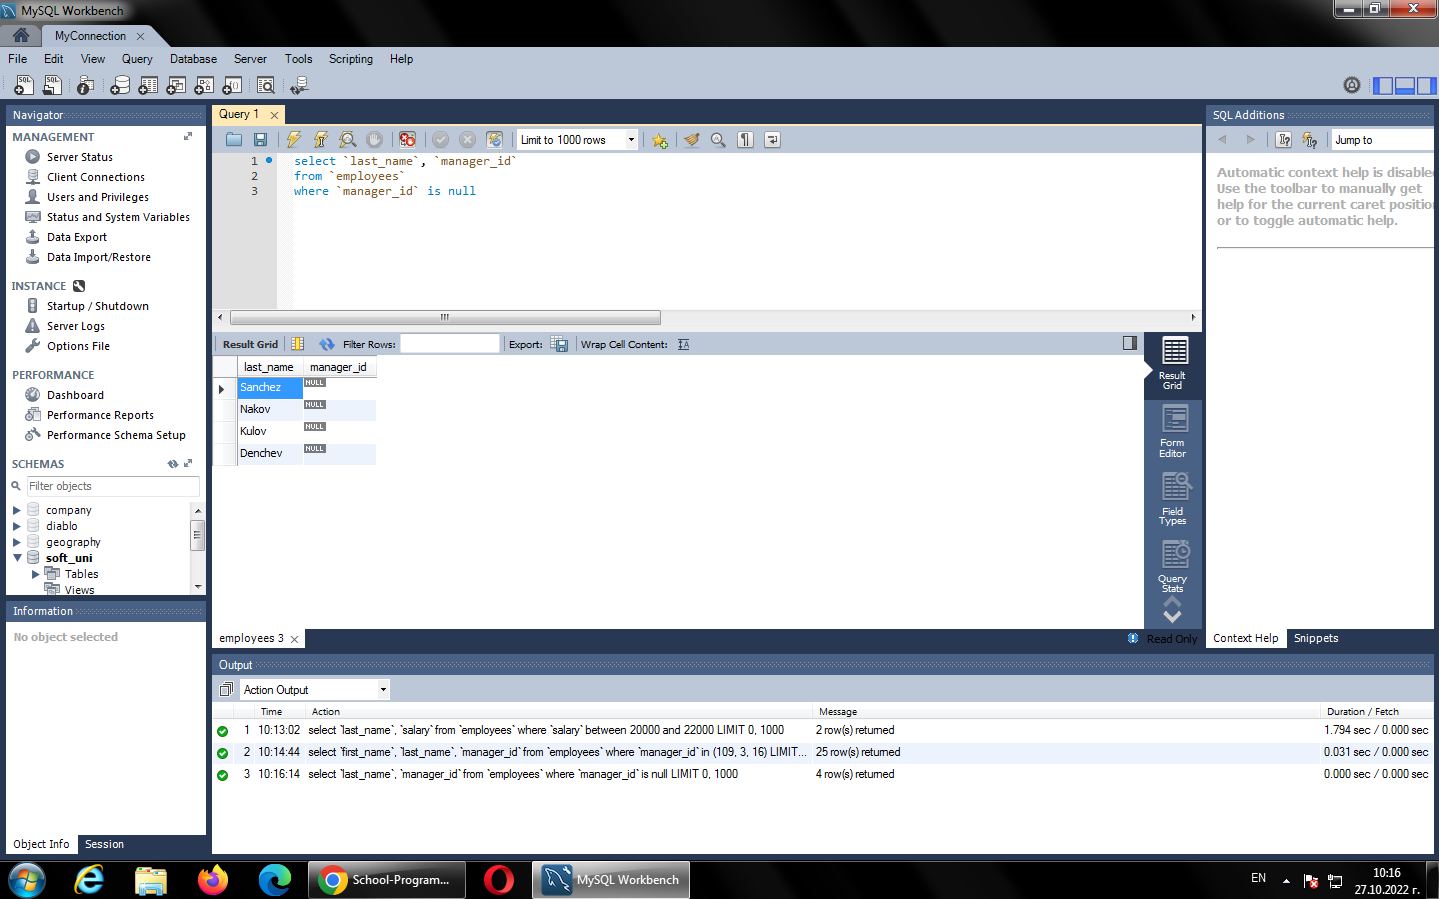 MySQL Workbench
MyConnection
File Edit View Query Database Server Tools Scripting Help
Navigator
MANAGEMENT
Server Status
Client Connections
Users and Privileges
Status and System Variables
Data Export
Data Import/Restore
INSTANCE
Startup / Shutdown
Server Logs
Options File
PERFORMANCE
Dashboard
Performance Reports
Performance Schema Setup
SCHEMAS
Filter objects
company
diablo
geography
soft_uni
Tables
Views
Information
No object selected
Object Info Session
Query 1
Limit to 1000 rows
1 select `last_name`, `manager_id`
2 from `employees`
3 where `manager_id` is null
Result Grid Filter Rows: Export: Wrap Cell Content:
last_name manager_id
Sanchez NULL
Nakov NULL
Kulov NULL
Denchev NULL
Result
Grid
Form
Editor
Field
Types
Query
Stats
employees 3 Read Only
SQL Additions
Jump to
Automatic context help is disabled
Use the toolbar to manually get
help for the current caret position
or to toggle automatic help.
Context Help Snippets
Output
Action Output
Time Action Message Duration / Fetch
1 10:13:02 select `last_name`, `salary` from `employees` where `salary` between 20000 and 22000 LIMIT 0, 1000 2 row(s) returned 1.794 sec / 0.000 sec
2 10:14:44 select `first_name`, `last_name`, `manager_id` from `employees` where `manager_id` in (109, 3, 16) LIMIT... 25 row(s) returned 0.031 sec / 0.000 sec
3 10:16:14 select `last_name`, `manager_id` from `employees` where `manager_id` is null LIMIT 0, 1000 4 row(s) returned 0.000 sec / 0.000 sec
School-Program...
MySQL Workbench
EN
10:16
27.10.2022 г.